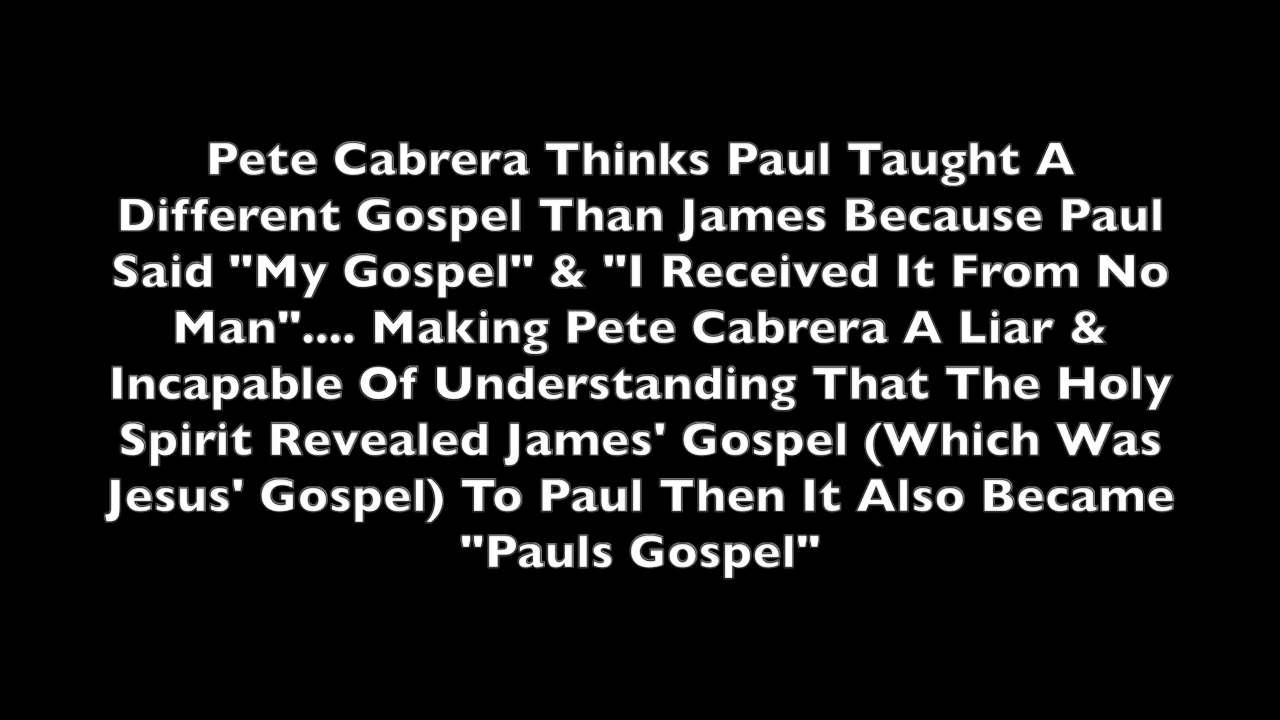 Pete Cabrera Thinks Paul Taught A
Different Gospel Than James Because Paul
Said "My Gospel" & "I Received It From No
Man".... Making Pete Cabrera A Liar &
Incapable Of Understanding That The Holy
Spirit Revealed James' Gospel (Which Was
Jesus' Gospel) To Paul Then It Also Became
"Pauls Gospel"